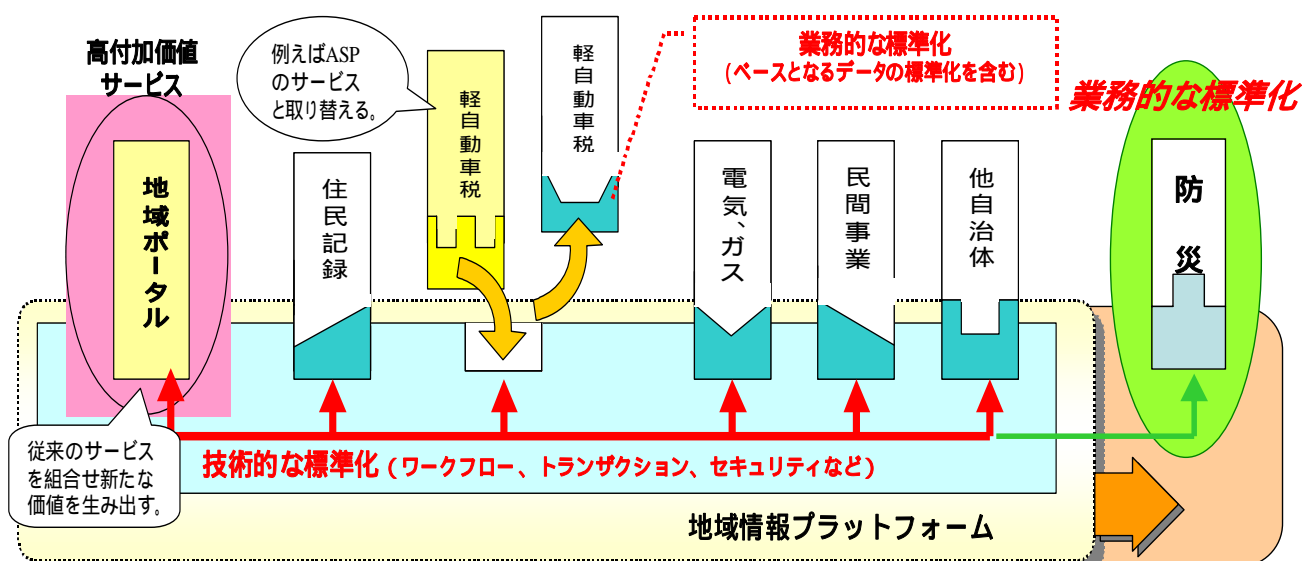 高付加価値
サービス
例えばASP
のサービス
と取り替える。
軽自動車税
軽自動車税
業務的な標準化
(ベースとなるデータの標準化を含む)
業務的な標準化
地域ポータル
住民記録
電気、ガス
民間事業
他自治体
防災
従来のサービス
を組合せ新たな
価値を生み出す。
技術的な標準化(ワークフロー、トランザクション、セキュリティなど)
地域情報プラットフォーム